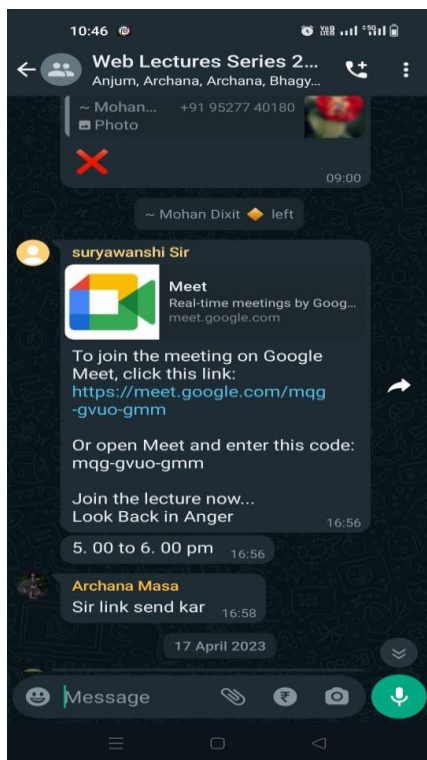 10:46
Web Lectures Series 2...
Anjum, Archana, Archana, Bhagy...
~ Mohan... +91 95277 40180
Photo
09:00
~ Mohan Dixit 🔸 left
suryawanshi Sir
Meet
Real-time meetings by Goog...
meet.google.com
To join the meeting on Google
Meet, click this link:
https://meet.google.com/mqg
-gvuo-gmm
Or open Meet and enter this code:
mqg-gvuo-gmm
Join the lecture now...
Look Back in Anger
16:56
5. 00 to 6. 00 pm 16:56
Archana Masa
Sir link send kar 16:58
17 April 2023
Message